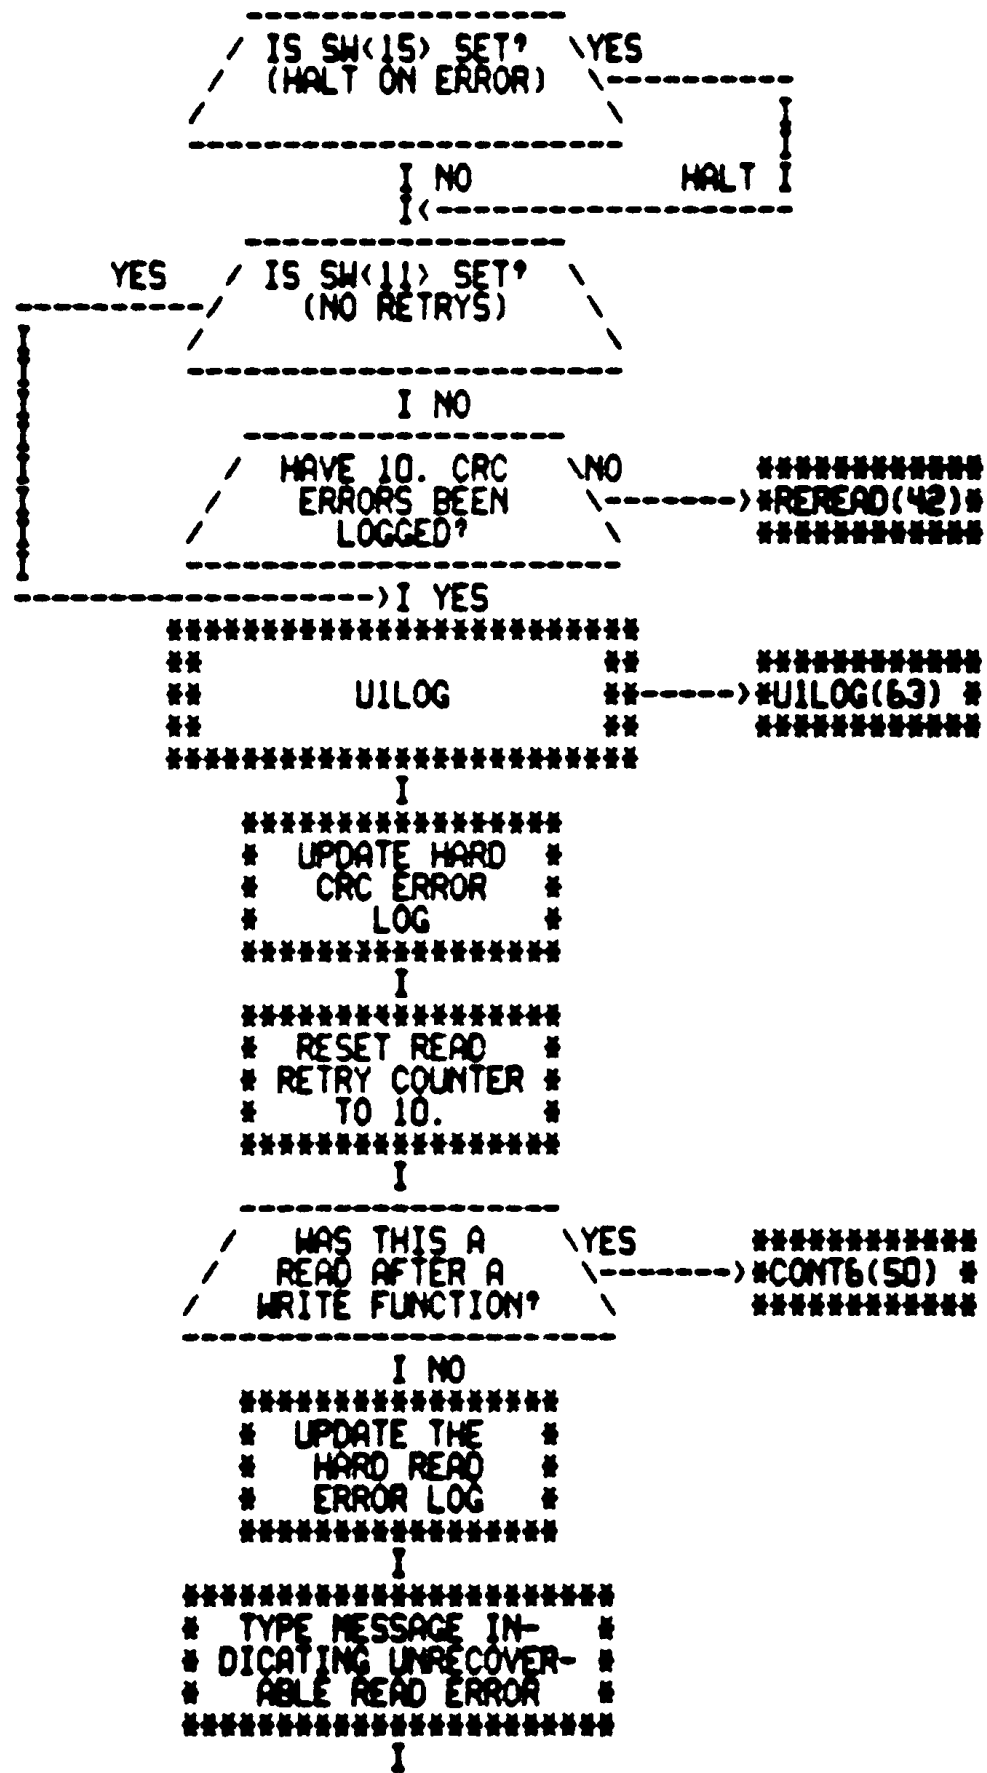 IS SW<15> SET? YES
(HALT ON ERROR)
I NO HALT I
IS SW<11> SET?
YES
(NO RETRYS)
I NO
HAVE 10. CRC NO
ERRORS BEEN *REREAD(42)*
LOGGED?
I YES
U1LOG *U1LOG(63) *
UPDATE HARD
CRC ERROR
LOG
RESET READ
RETRY COUNTER
TO 10.
WAS THIS A YES
READ AFTER A *CONT6(50) *
WRITE FUNCTION?
I NO
UPDATE THE
HARD READ
ERROR LOG
TYPE MESSAGE IN-
DICATING UNRECOVER-
ABLE READ ERROR